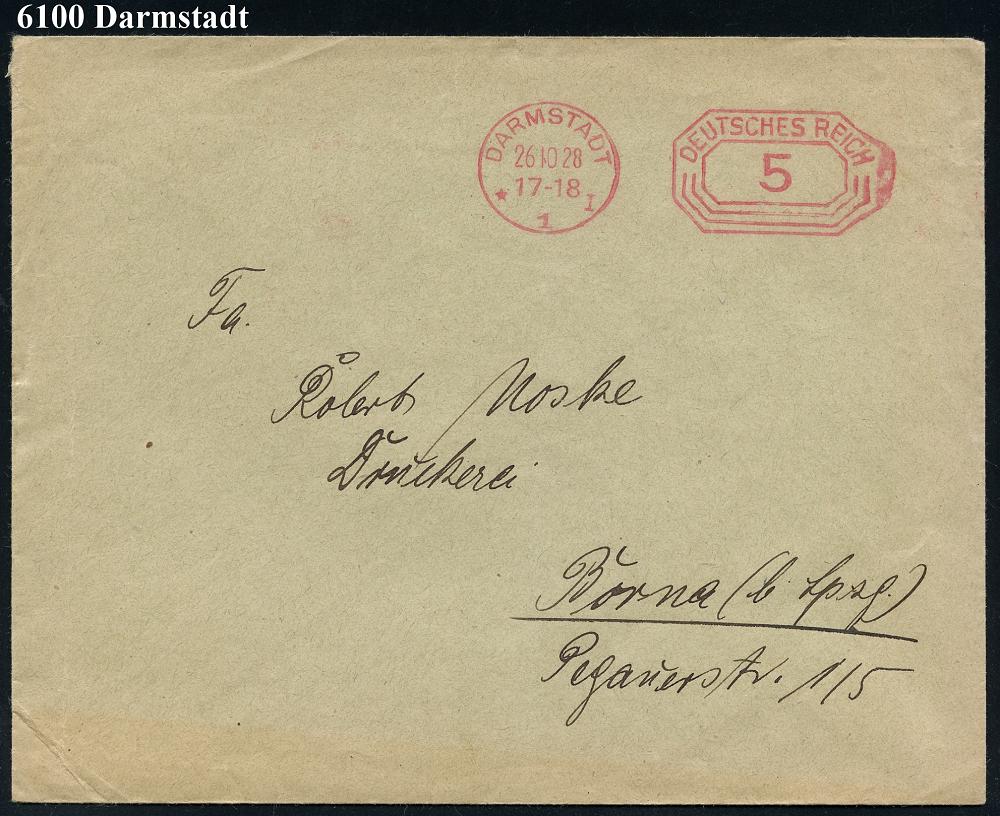 6100 Darmstadt
DARMSTADT
26.10.28
17-18
* 1 I
DEUTSCHES REICH
5
Fa.
Robert Noske
Druckerei
Borna (b Lpzg.)
Pegauerstr. 1/5